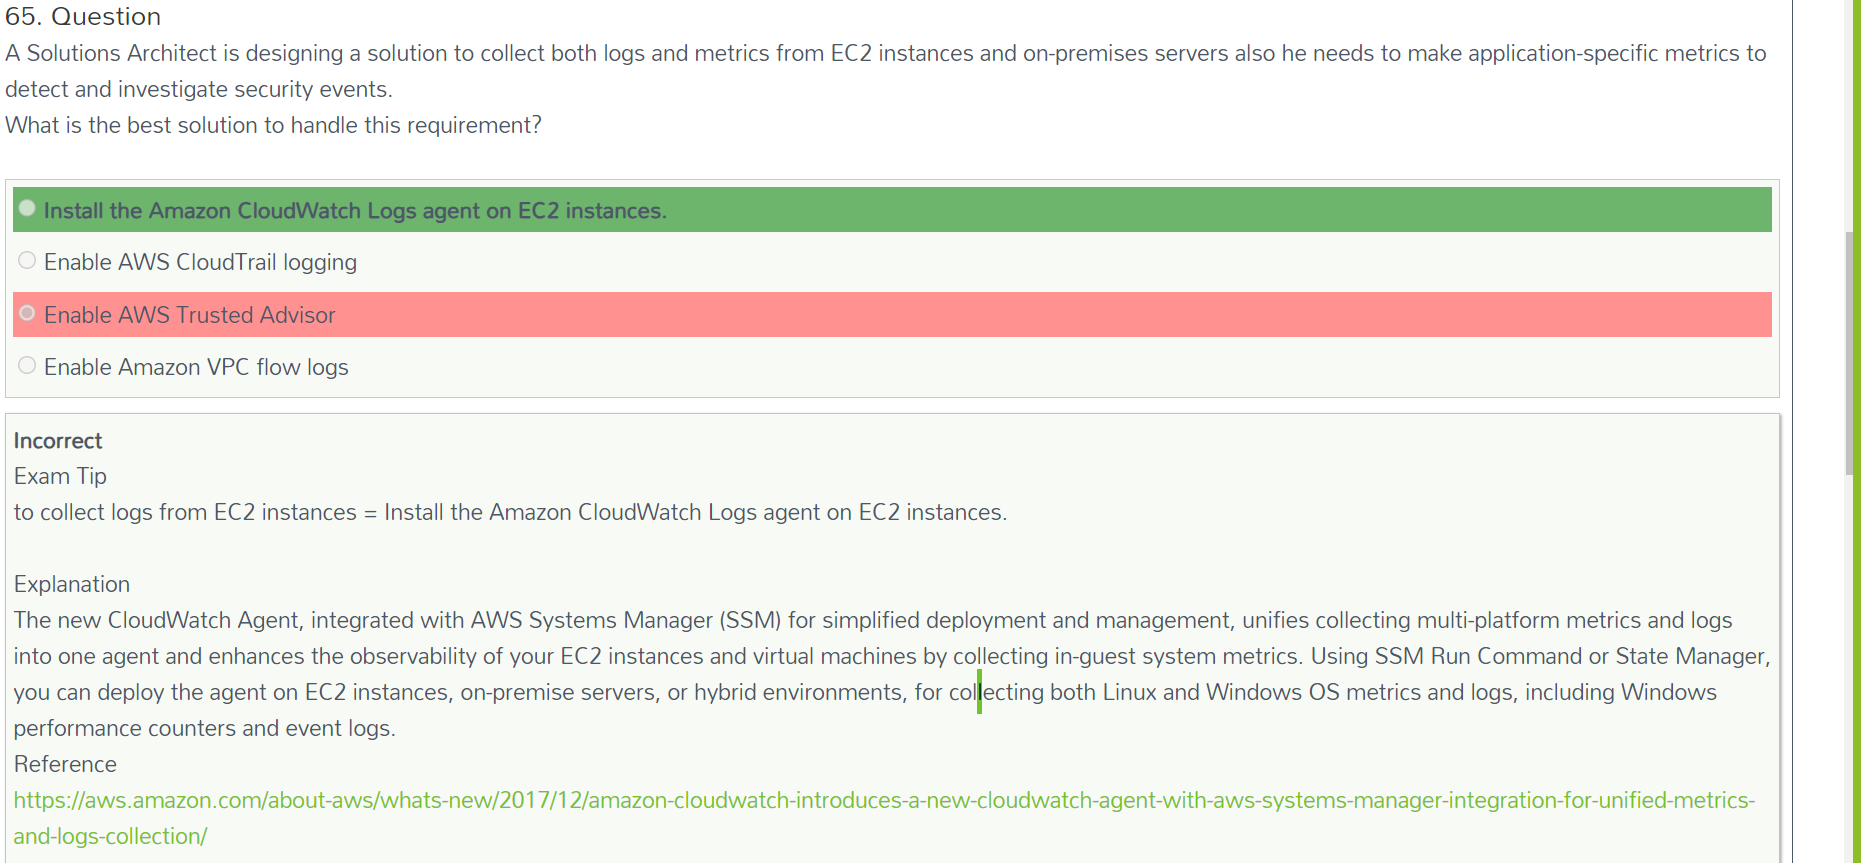 65. Question
A Solutions Architect is designing a solution to collect both logs and metrics from EC2 instances and on-premises servers also he needs to make application-specific metrics to
detect and investigate security events.
What is the best solution to handle this requirement?
Install the Amazon CloudWatch Logs agent on EC2 instances.
Enable AWS CloudTrail logging
Enable AWS Trusted Advisor
Enable Amazon VPC flow logs
Incorrect
Exam Tip
to collect logs from EC2 instances = Install the Amazon CloudWatch Logs agent on EC2 instances.
Explanation
The new CloudWatch Agent, integrated with AWS Systems Manager (SSM) for simplified deployment and management, unifies collecting multi-platform metrics and logs
into one agent and enhances the observability of your EC2 instances and virtual machines by collecting in-guest system metrics. Using SSM Run Command or State Manager,
you can deploy the agent on EC2 instances, on-premise servers, or hybrid environments, for collecting both Linux and Windows OS metrics and logs, including Windows
performance counters and event logs.
Reference
https://aws.amazon.com/about-aws/whats-new/2017/12/amazon-cloudwatch-introduces-a-new-cloudwatch-agent-with-aws-systems-manager-integration-for-unified-metrics-
and-logs-collection/